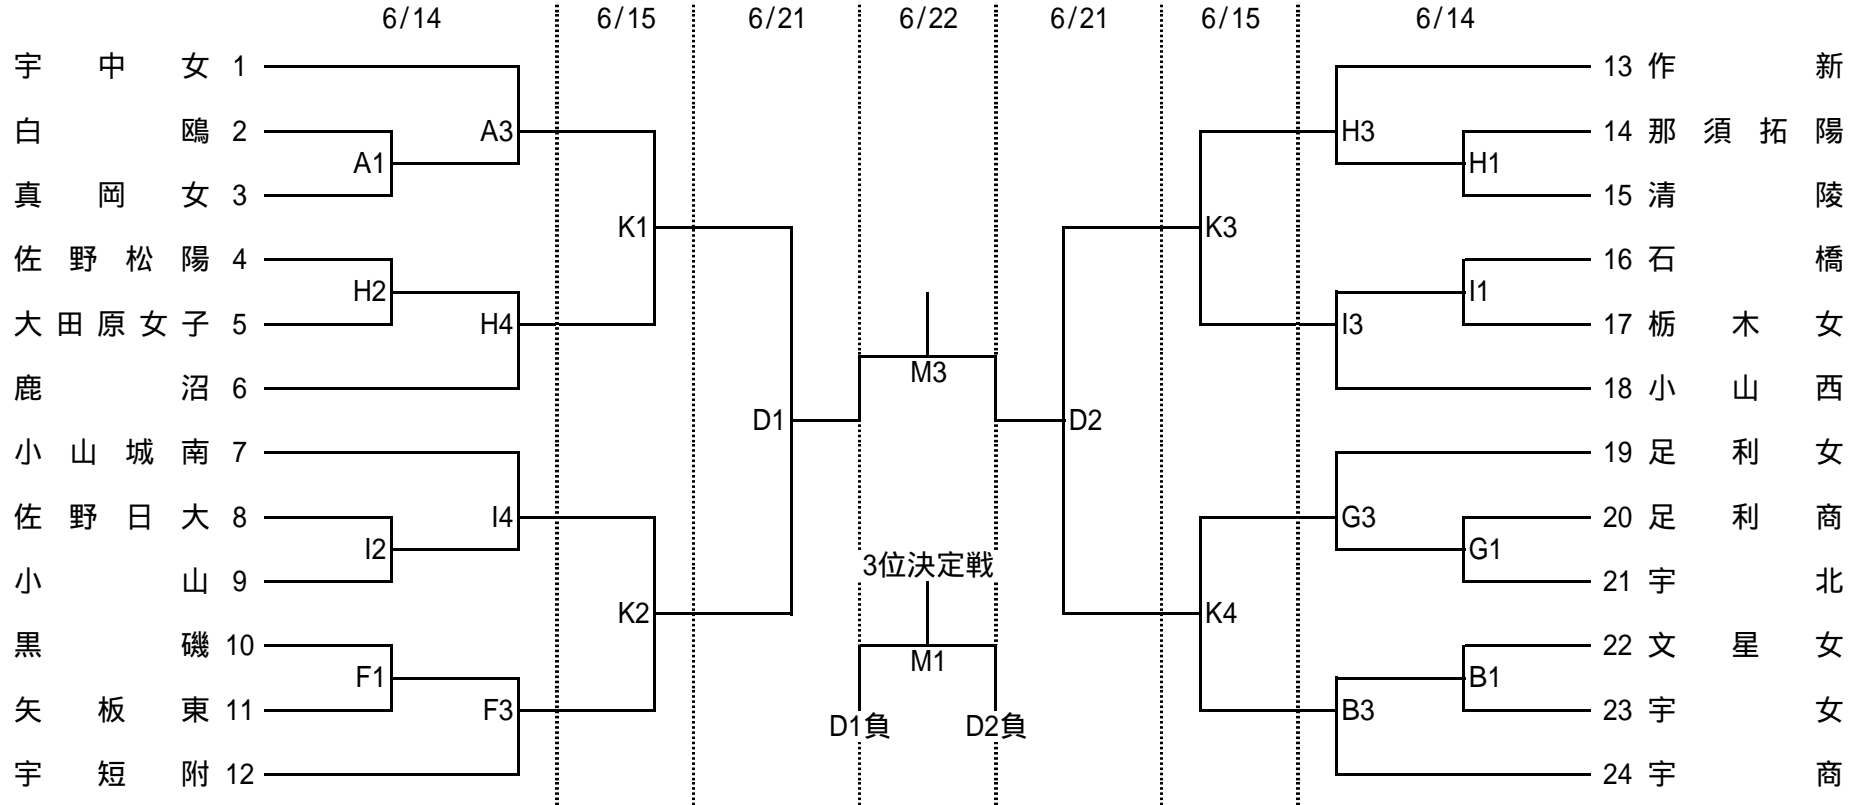 6/14 6/15 6/21 6/22 6/21 6/15 6/14
宇中女 1 13 作新
白鴎 2 A3 H3 14 那須拓陽
A1 H1
真岡女 3 15 清陵
K1 K3
佐野松陽 4 16 石橋
H2 I1
大田原女子 5 H4 I3 17 栃木女
M3
鹿沼 6 18 小山西
D1 D2
小山城南 7 19 足利女
佐野日大 8 I4 G3 20 足利商
I2 G1
3位決定戦
小山 9 21 宇北
K2 K4
黒磯 10 22 文星女
M1
F1 B1
矢板東 11 F3 B3 23 宇女
D1負 D2負
宇短附 12 24 宇商